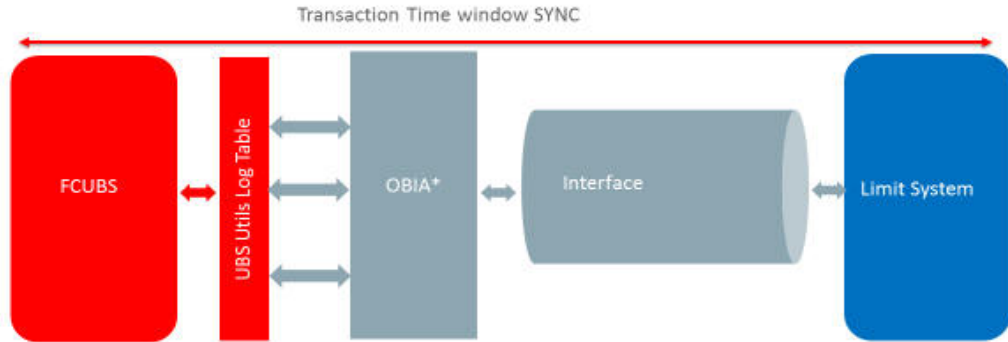 Transaction Time window SYNC
FCUBS
UBS Utils Log Table
OBIA+
Interface
Limit System